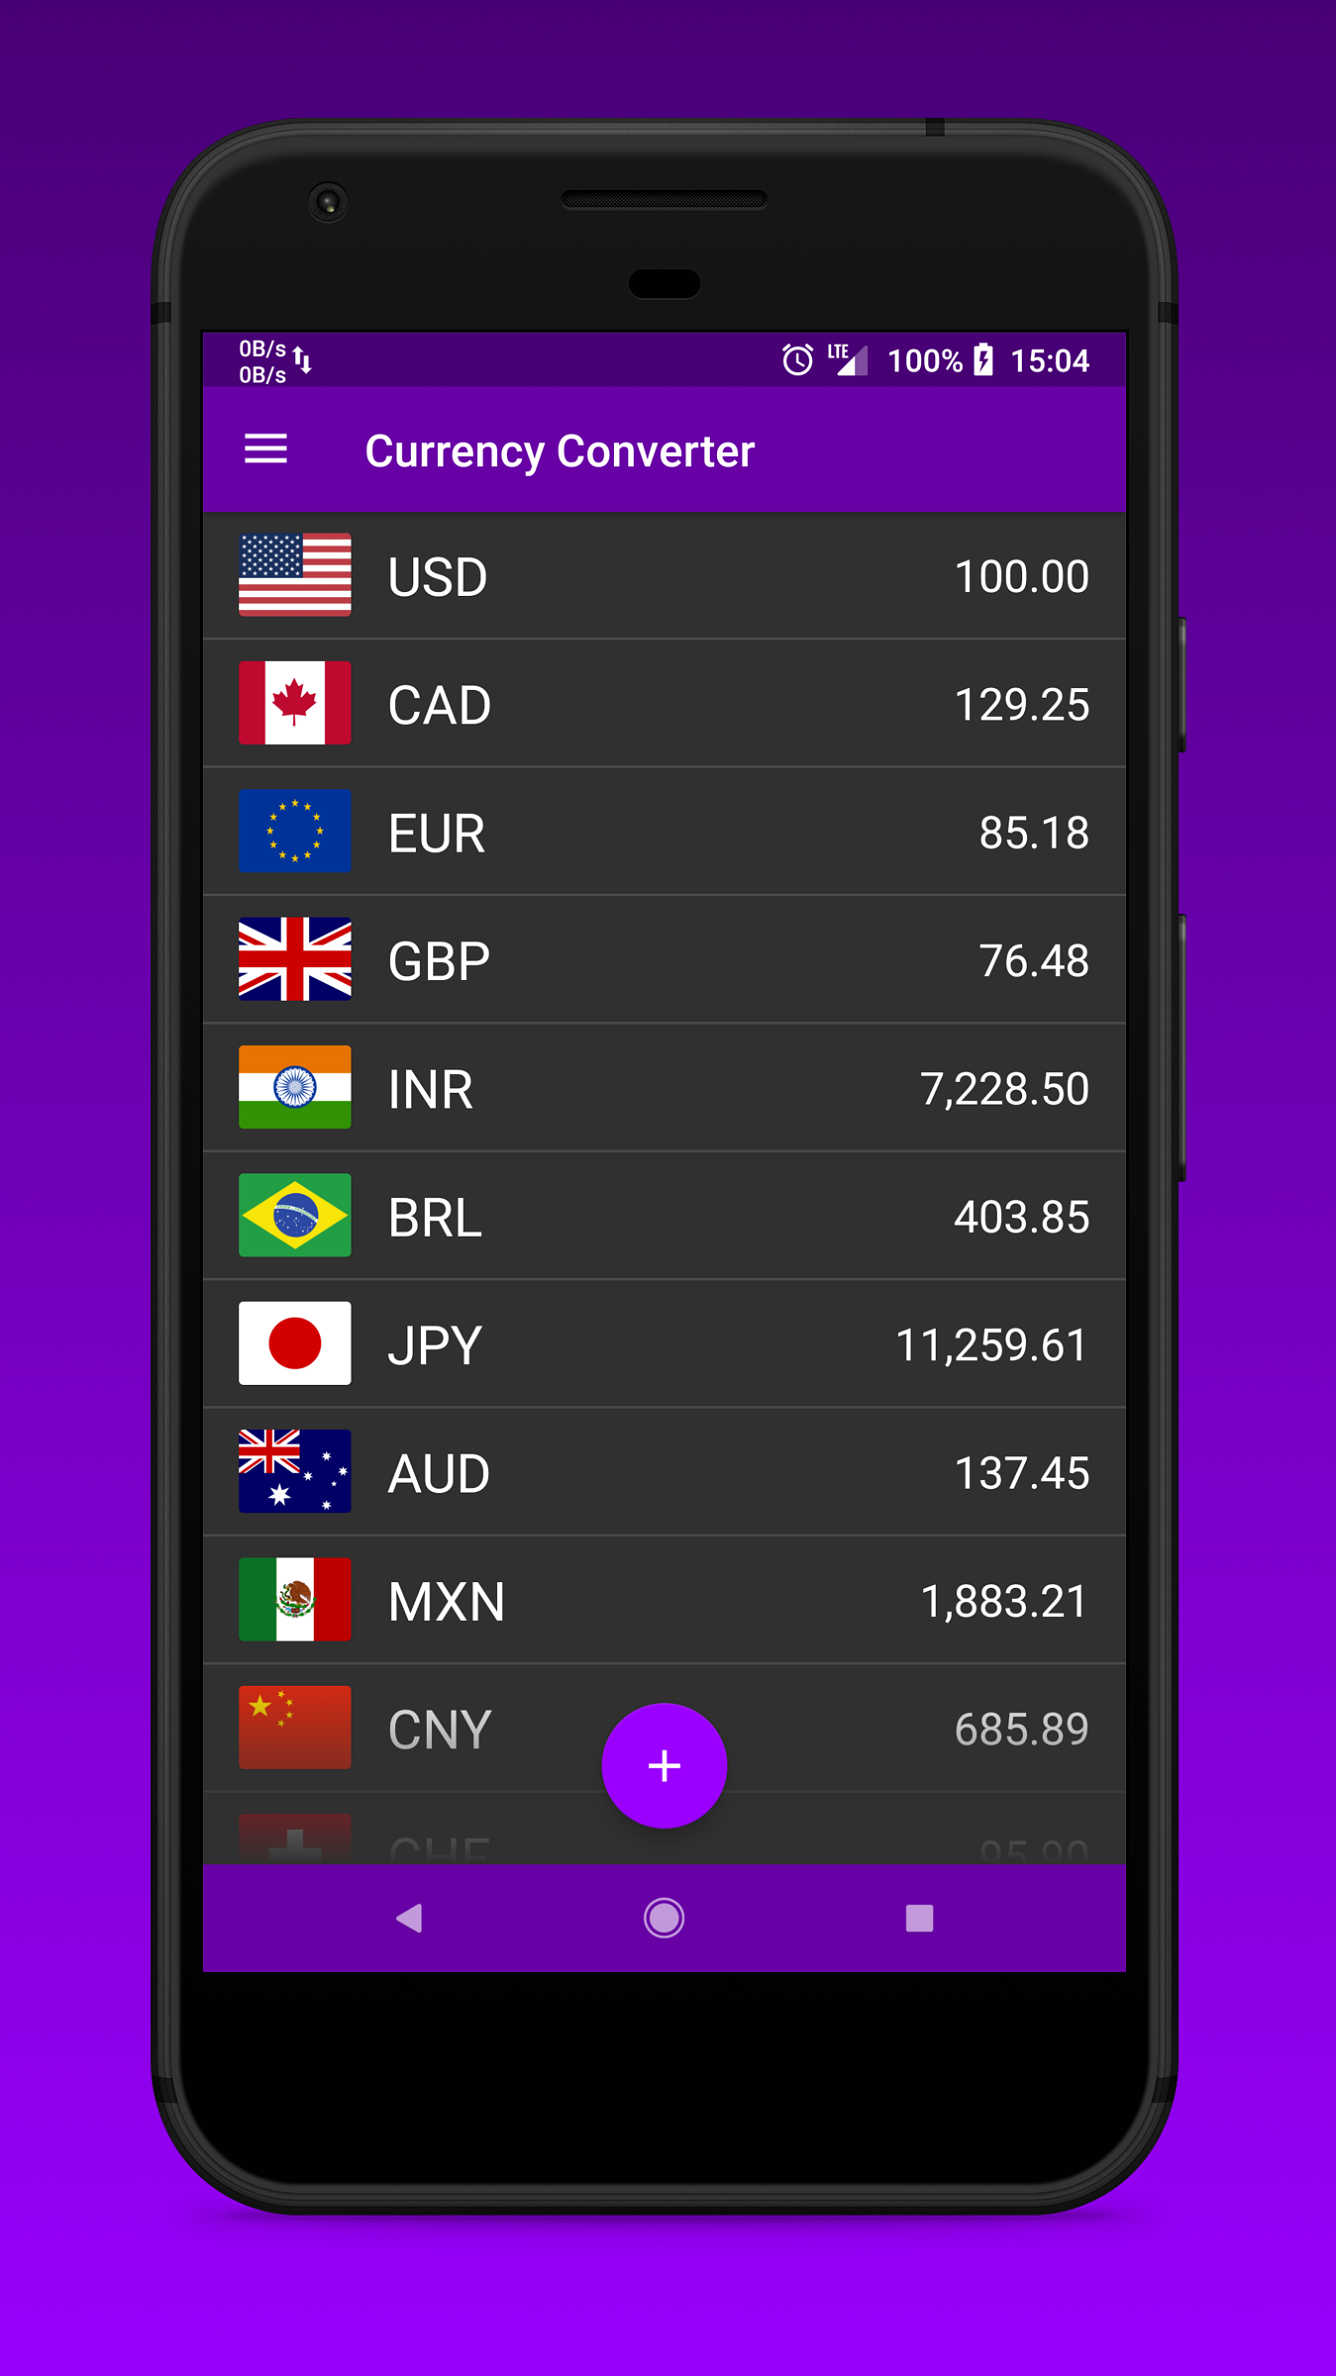 0B/s
0B/s
LTE 100% 15:04
Currency Converter
USD 100.00
CAD 129.25
EUR 85.18
GBP 76.48
INR 7,228.50
BRL 403.85
JPY 11,259.61
AUD 137.45
MXN 1,883.21
CNY 685.89
CHF 95.90